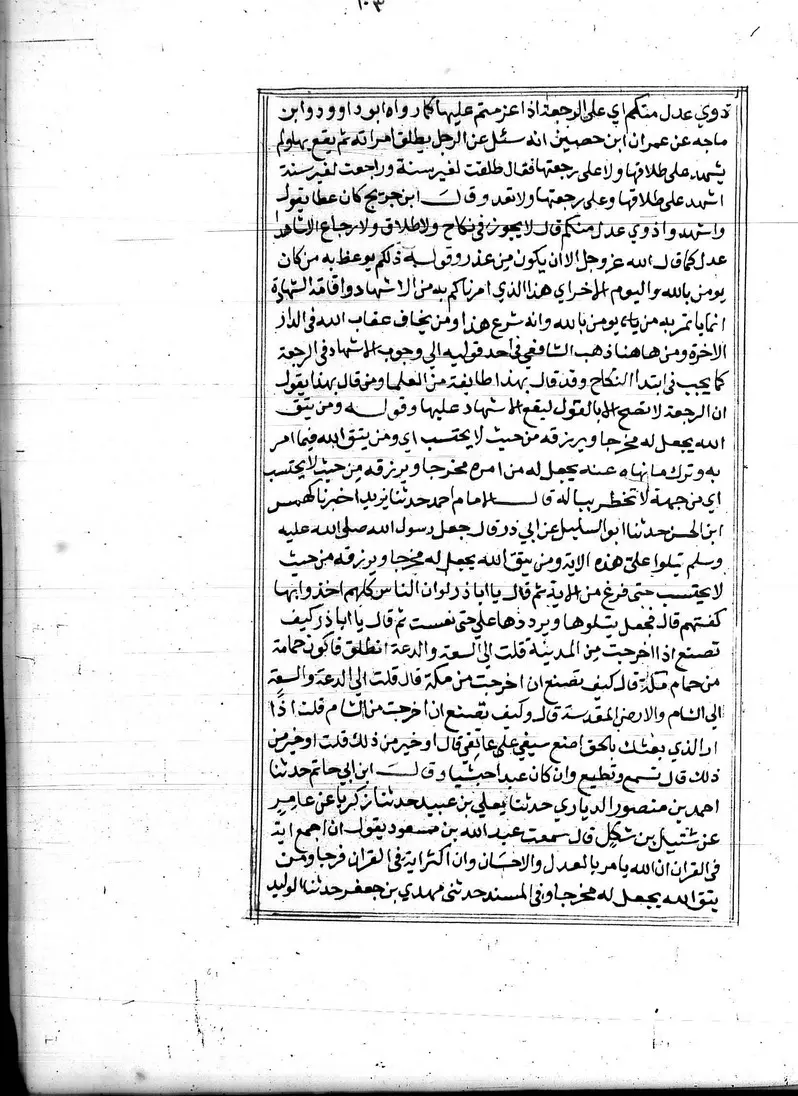 ١٠٣
ذوي عدل منكم اي على الرجعة اذا عزمتم عليها كما رواه ابو داوود وابن
ماجه عن عمران ابن حصين انه سئل عن الرجل يطلق امراته ثم يقع بها ولم
يشهد على طلاقها ولا على رجعتها فقال طلقت لغير سنة وراجعت لغير سنة
اشهد على طلاقها وعلى رجعتها ولا تعد وقال ابن جريج كان عطا يقول
واشهدوا ذوي عدل منكم قال لا يجوز في نكاح ولا طلاق ولا رجاع الا شاهدا
عدل كما قال الله عز وجل الا ان يكون من عذر وقوله ذلكم يوعظ به من كان
يومن بالله واليوم الاخر اي هذا الذي امرناكم به من الاشهاد واقامة الشهادة
انما ياتمر به من يومن بالله وانه شرع هذا ومن يخاف عقاب الله في الدار
الاخرة ومن هاهنا ذهب الشافعي في احد قوليه الي وجوب الاشهاد في الرجعة
كما يجب في ابتدا النكاح وقد قال بهذا طايفة من العلما ومن قال بهذا يقول
ان الرجعة لا تصح الا بالقول ليقع الاشهاد عليها وقوله ومن يتق
الله يجعل له مخرجا ويرزقه من حيث لا يحتسب اي ومن يتق الله فيما امر
به وترك ما نهاه عنه يجعل له من امره مخرجا ويرزقه من حيث لا يحتسب
اي من جهة لا تخطر بباله قال الامام احمد حدثنا يزيد اخبرنا كهمس
ابن الحسن حدثنا ابو السليل عن ابي ذر قال جعل رسول الله صلى الله عليه
وسلم يتلوا على هذه الاية ومن يتق الله يجعل له مخرجا ويرزقه من حيث
لا يحتسب حتى فرغ من الاية ثم قال يا اباذر لو ان الناس كلهم اخذوا بها
كفتهم قال فجعل يتلوها ويرددها علي حتى نعست ثم قال يا اباذر كيف
تصنع اذا اخرجت من المدينة قلت الي السعة والدعة انطلق فاكون حمامة
من حمام مكة قال كيف تصنع ان اخرجت من مكة قال قلت الي الدعة والسعة
الي الشام والارض المقدسة قال وكيف تصنع ان اخرجت من الشام قلت اذا
والذي بعثك بالحق اضع سيفي على عاتقي قال او خير من ذلك قلت او خير من
ذلك قال تسمع وتطيع وان كان عبدا حبشيا وقال ابن ابي حاتم حدثنا
احمد بن منصور الديادي حدثنا يعلي بن عبيد حدثنا زكريا عن عامر
عن شتيل بن شكل قال سمعت عبد الله بن مسعود يقول ان اجمع اية
في القران ان الله يامر بالعدل والاحسان وان اكثر اية في القران فرجا ومن
يتق الله يجعل له مخرجا وفي المسند حدثني مهدي بن جعفر حدثنا الوليد